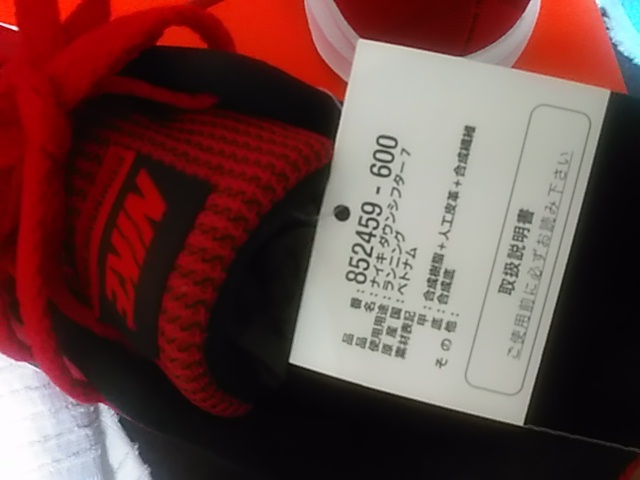 NIKE
品番：852459-600
品名：ナイキ ダウンシフター 7
使用用途：ランニング
原産国：ベトナム
素材表記
甲：合成樹脂＋人工皮革＋合成繊維
底：合成底
その他：
取扱説明書
ご使用前に必ずお読み下さい